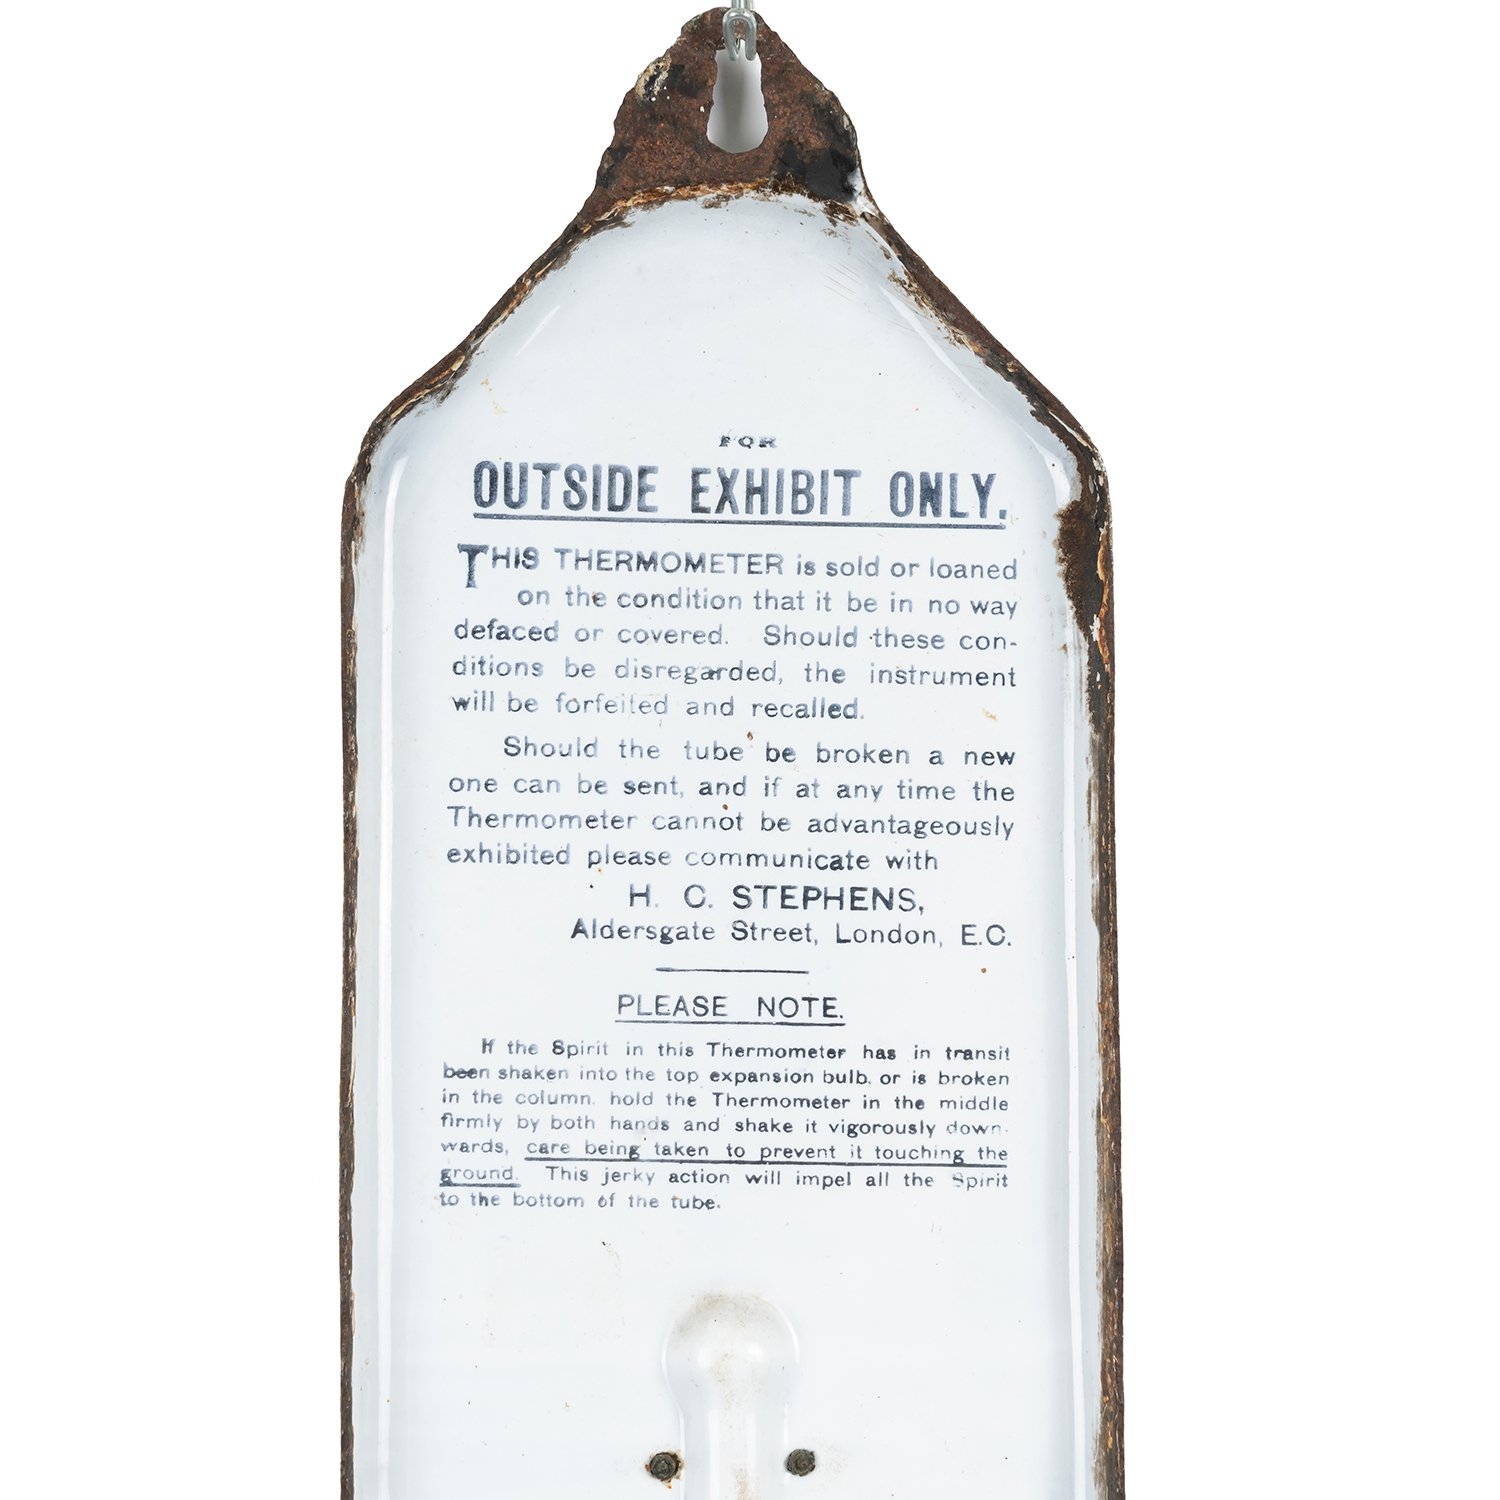 FOR
OUTSIDE EXHIBIT ONLY.
THIS THERMOMETER is sold or loaned
on the condition that it be in no way
defaced or covered. Should these con-
ditions be disregarded, the instrument
will be forfeited and recalled.
Should the tube be broken a new
one can be sent, and if at any time the
Thermometer cannot be advantageously
exhibited please communicate with
H. C. STEPHENS,
Aldersgate Street, London, E.C.
PLEASE NOTE.
If the Spirit in this Thermometer has in transit
been shaken into the top expansion bulb, or is broken
in the column, hold the Thermometer in the middle
firmly by both hands and shake it vigorously down-
wards, care being taken to prevent it touching the
ground. This jerky action will impel all the Spirit
to the bottom of the tube.